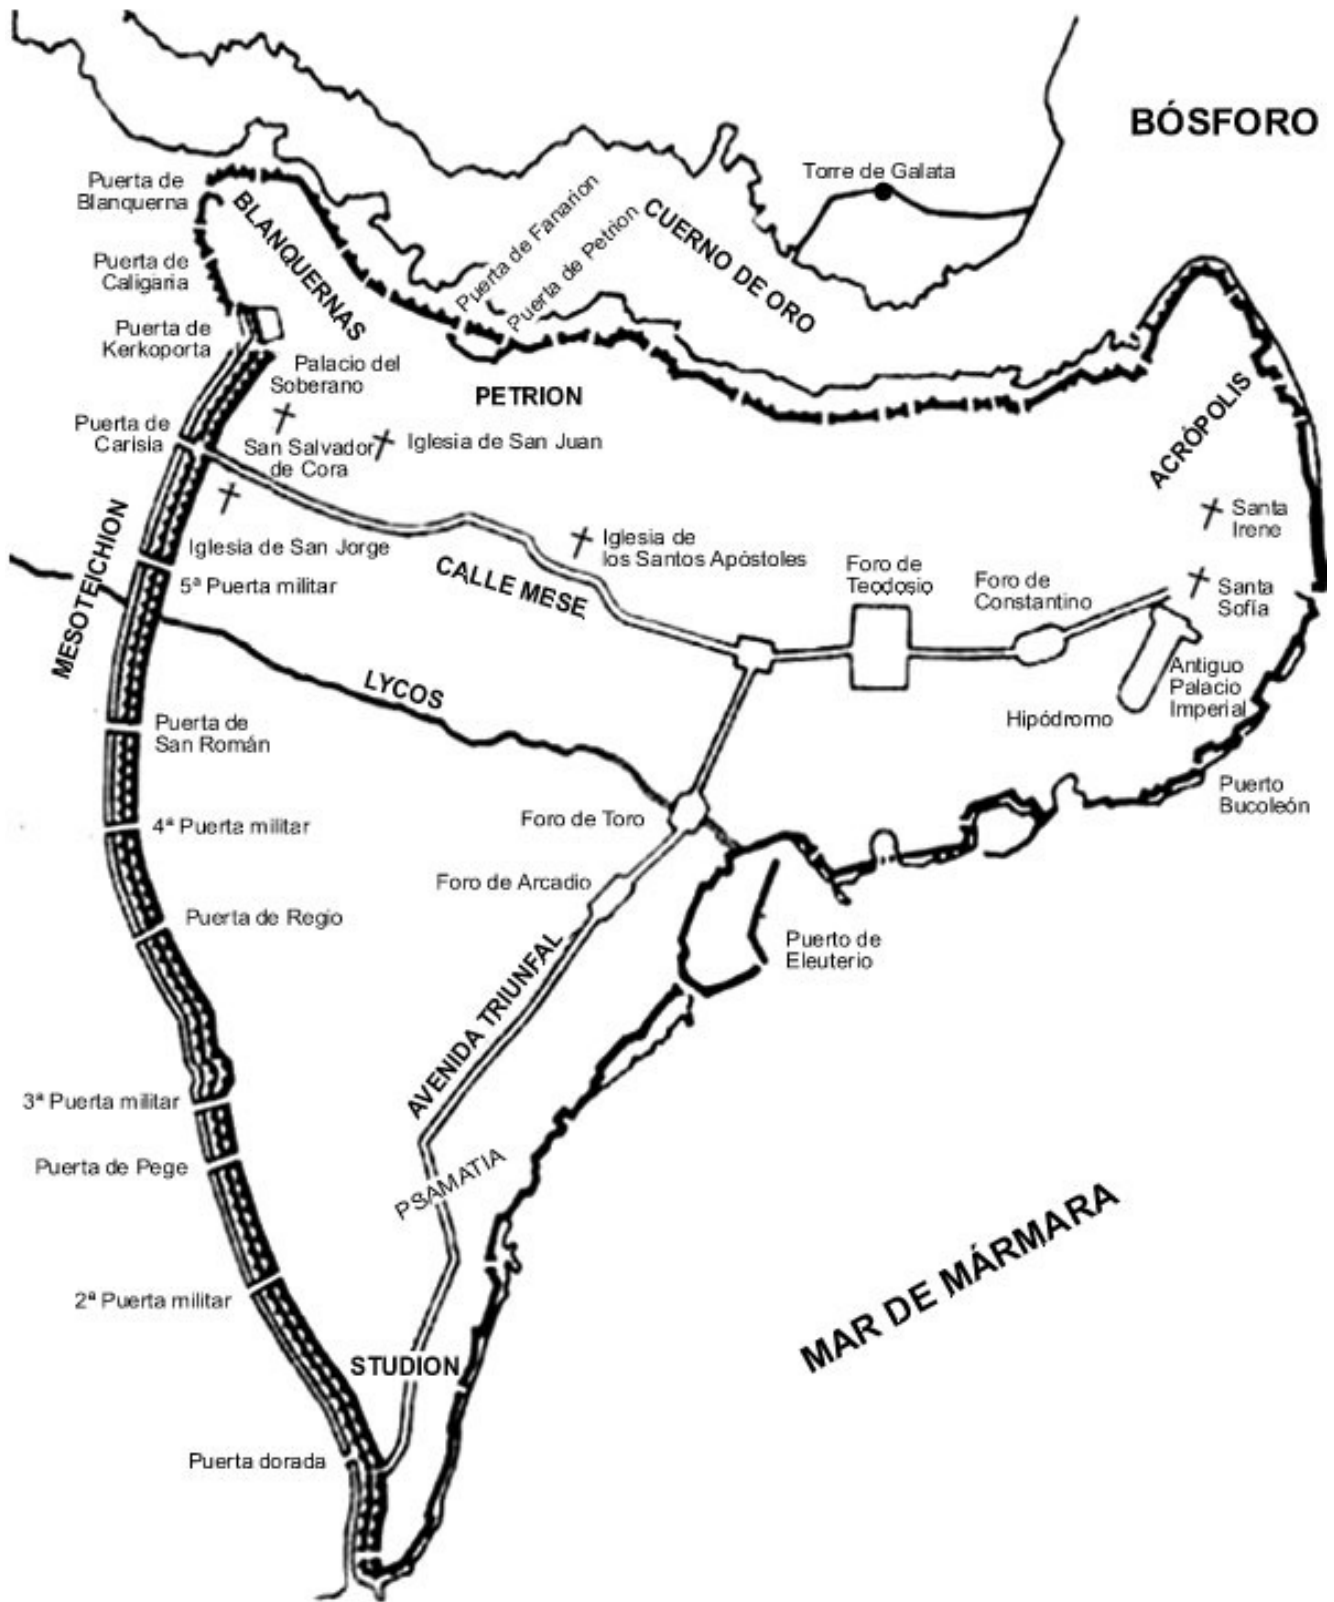 BÓSFORO
Torre de Galata
Puerta de
Blanquerna
BLANQUERNAS
Puerta de Fanarion
Puerta de Petrion
CUERNO DE ORO
Puerta de
Caligaria
Puerta de
Kerkoporta
Palacio del
Soberano
PETRION
Puerta de
Carisia
San Salvador
de Cora
Iglesia de San Juan
ACRÓPOLIS
Santa
Irene
MESOTEICHION
Iglesia de San Jorge
Iglesia de
los Santos Apóstoles
CALLE MESE
5ª Puerta militar
Foro de
Teodosio
Foro de
Constantino
Santa
Sofía
LYCOS
Antiguo
Palacio
Imperial
Hipódromo
Puerta de
San Román
Puerto
Bucoleón
4ª Puerta militar
Foro de Toro
Foro de Arcadio
Puerta de Regio
Puerto de
Eleuterio
AVENIDA TRIUNFAL
3ª Puerta militar
Puerta de Pege
PSAMATIA
MAR DE MÁRMARA
2ª Puerta militar
STUDION
Puerta dorada